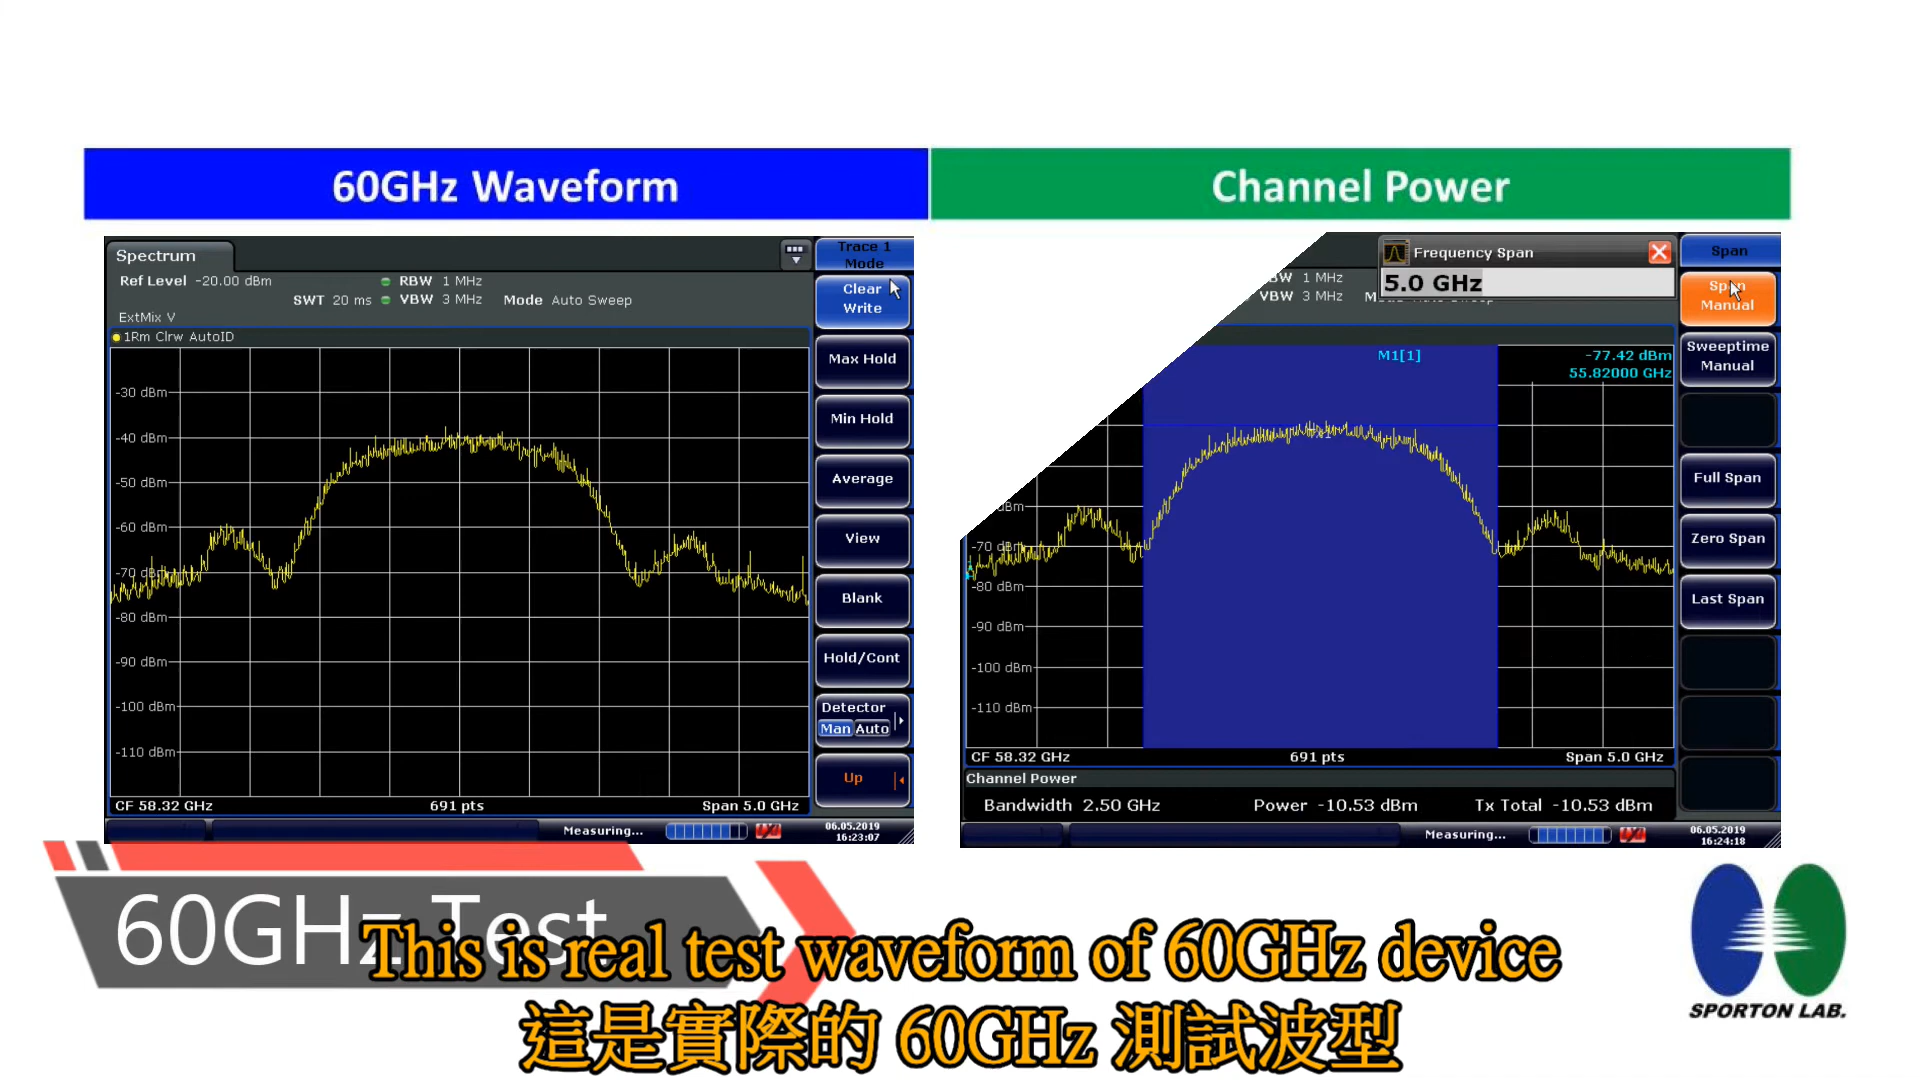 60GHz Waveform
Channel Power
Spectrum
Ref Level -20.00 dBm
RBW 1 MHz
SWT 20 ms
VBW 3 MHz
Mode Auto Sweep
ExtMix V
1Rm Clrw AutoID
-30 dBm
-40 dBm
-50 dBm
-60 dBm
-70 dBm
-80 dBm
-90 dBm
-100 dBm
-110 dBm
CF 58.32 GHz
691 pts
Span 5.0 GHz
Measuring...
06.05.2019
16:23:07
Trace 1
Mode
Clear
Write
Max Hold
Min Hold
Average
View
Blank
Hold/Cont
Detector
Man Auto
Up
Frequency Span
5.0 GHz
1 MHz
VBW 3 MHz
M1[1]
-77.42 dBm
55.82000 GHz
dBm
-70 dBm
-80 dBm
-90 dBm
-100 dBm
-110 dBm
CF 58.32 GHz
691 pts
Span 5.0 GHz
Channel Power
Bandwidth 2.50 GHz
Power -10.53 dBm
Tx Total -10.53 dBm
Measuring...
06.05.2019
16:24:18
Span
Span
Manual
Sweeptime
Manual
Full Span
Zero Span
Last Span
60GHz Test
This is real test waveform of 60GHz device
這是實際的 60GHz 測試波型
SPORTON LAB.